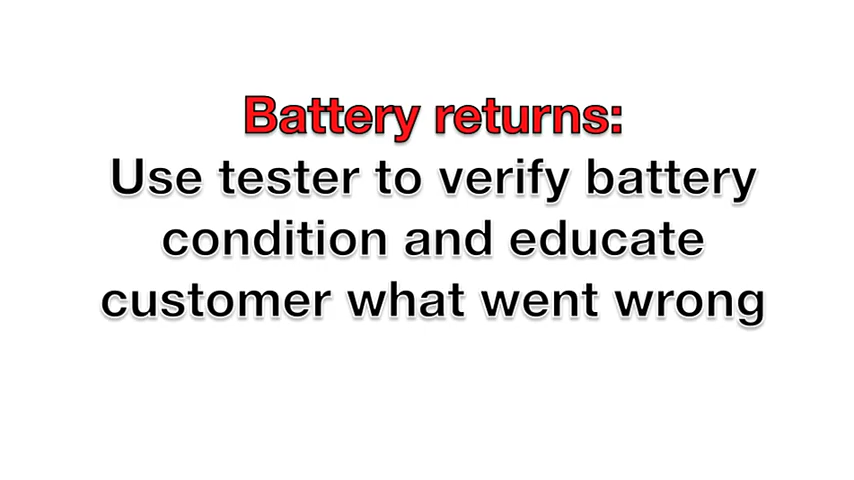 Battery returns:
Use tester to verify battery
condition and educate
customer what went wrong